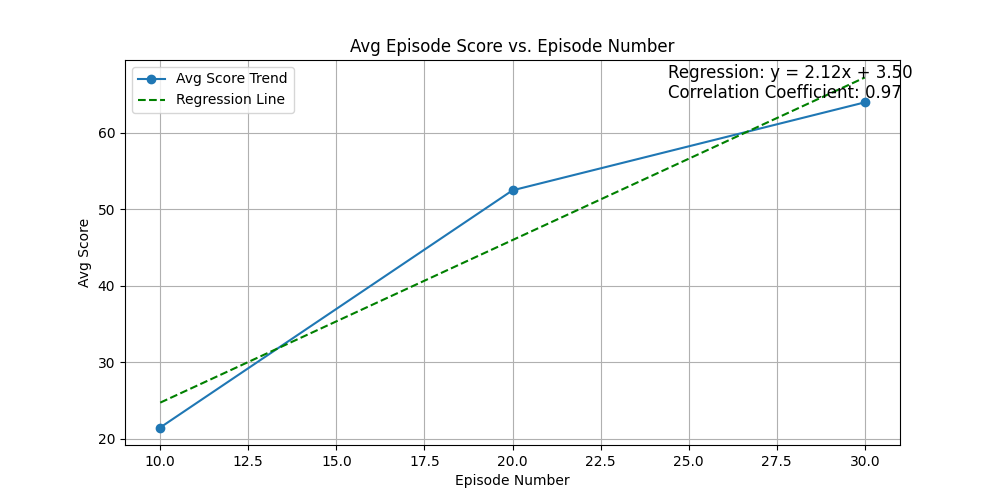 Avg Episode Score vs. Episode Number
Avg Score Trend
Regression Line
Regression: y = 2.12x + 3.50
Correlation Coefficient: 0.97
60
50
40
30
20
Avg Score
10.0 12.5 15.0 17.5 20.0 22.5 25.0 27.5 30.0
Episode Number